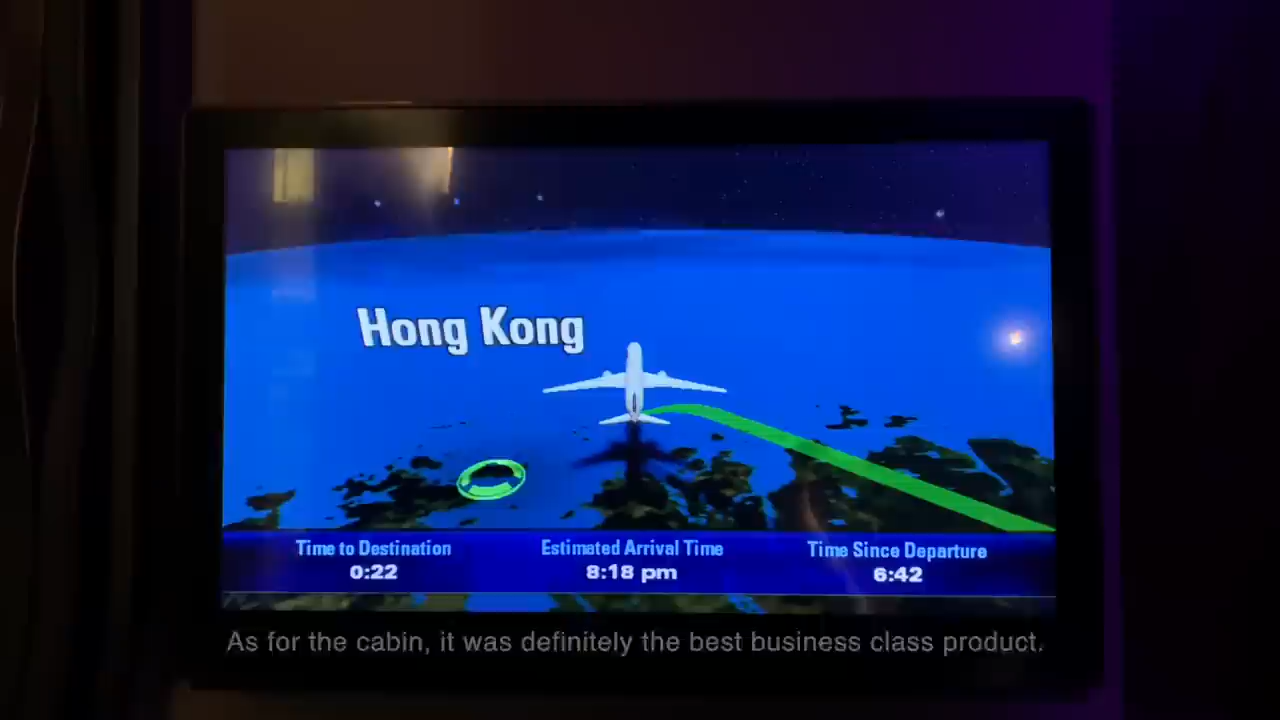 Hong Kong
Time to Destination
0:22
Estimated Arrival Time
8:18 pm
Time Since Departure
6:42
As for the cabin, it was definitely the best business class product.